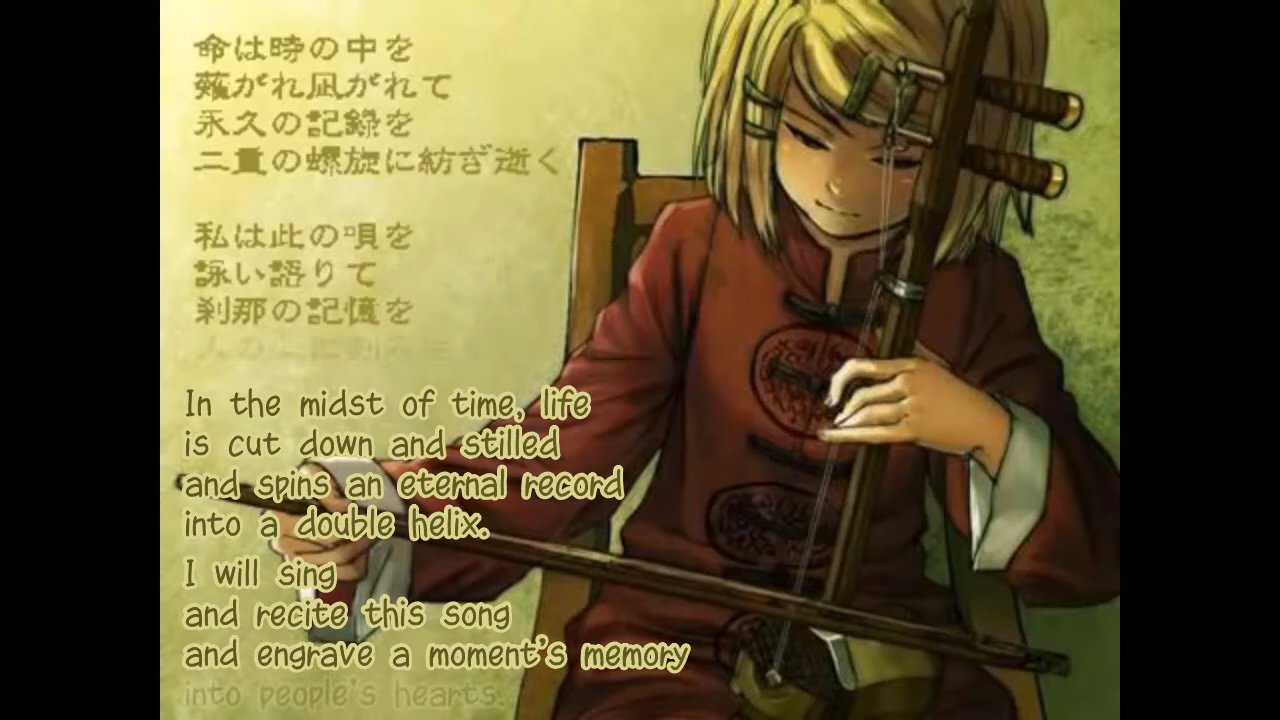 命は時の中を
薙がれ凪がれて
永久の記録を
二重の螺旋に紡ぎ逝く
私は此の唄を
詠い語りて
刹那の記憶を
In the midst of time, life
is cut down and stilled
and spins an eternal record
into a double helix.
I will sing
and recite this song
and engrave a moment's memory
into people's hearts.